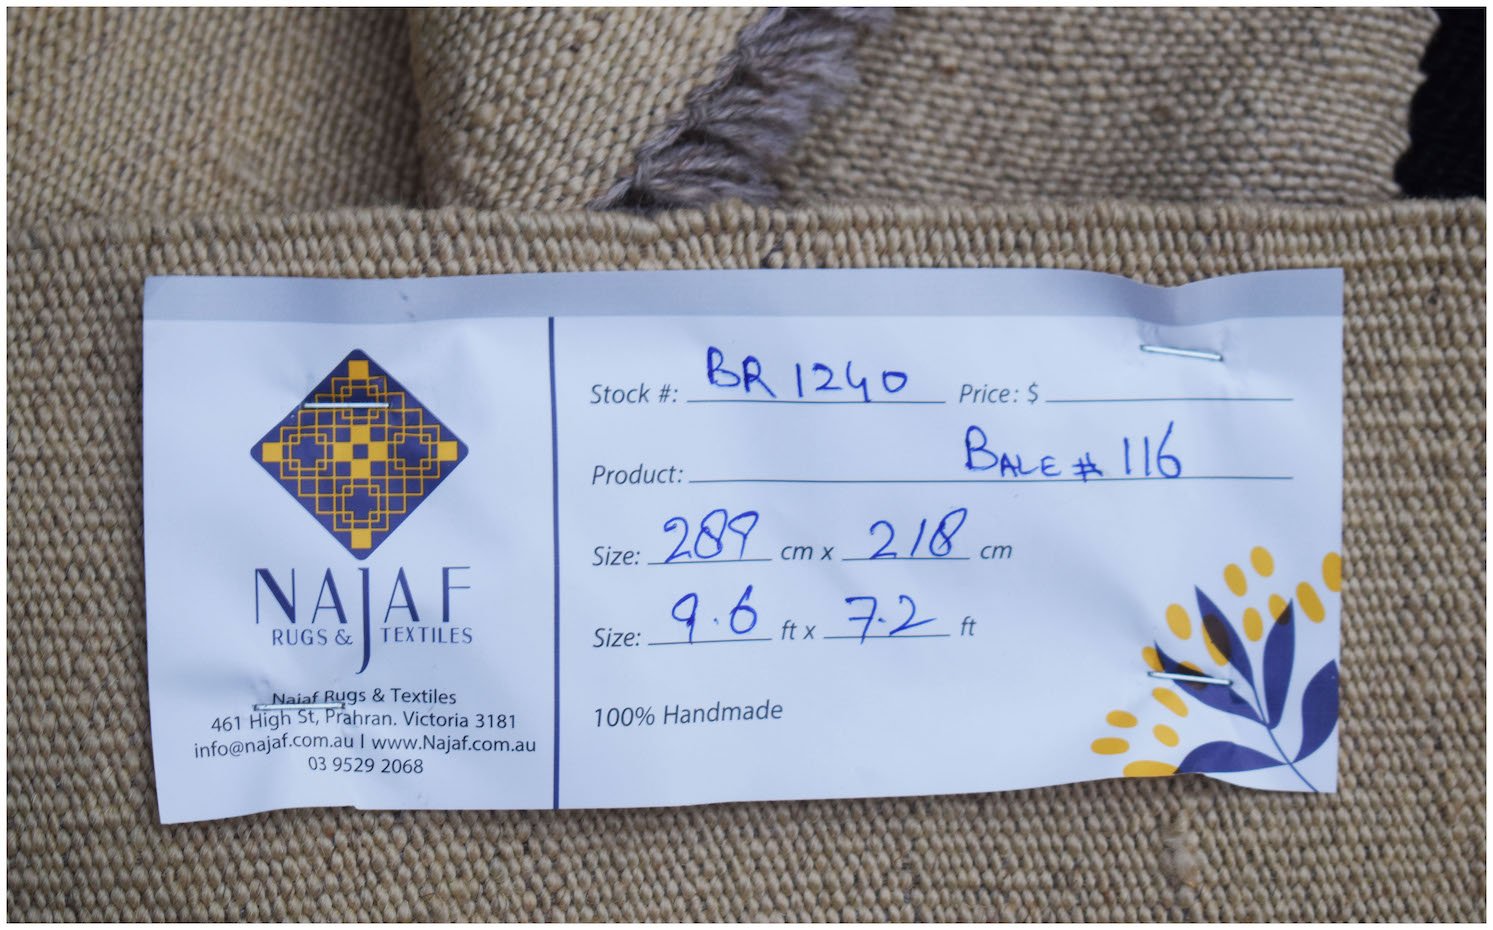 NAJAF
RUGS & TEXTILES
Najaf Rugs & Textiles
461 High St, Prahran. Victoria 3181
info@najaf.com.au | www.Najaf.com.au
03 9529 2068
Stock #: BR 1240 Price: $
Product: BALE # 116
Size: 289 cm x 218 cm
Size: 9.6 ft x 7.2 ft
100% Handmade